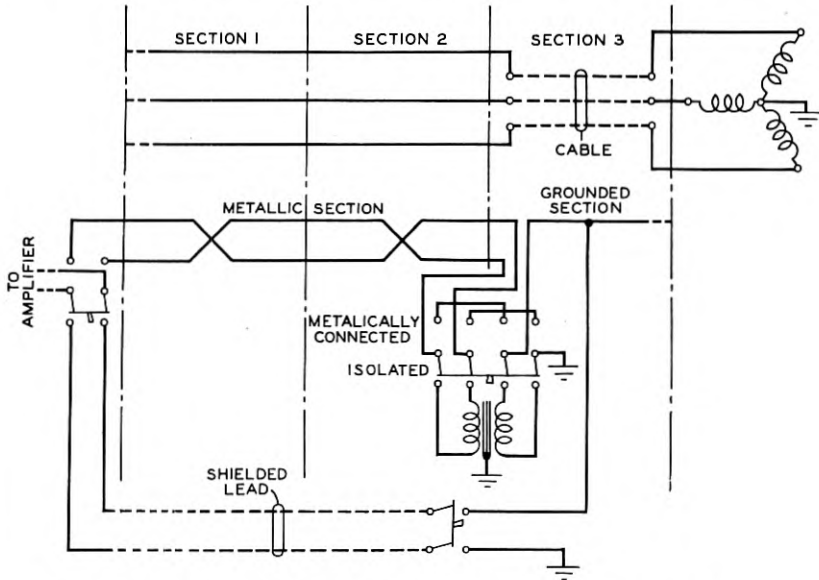 SECTION 1
SECTION 2
SECTION 3
CABLE
METALLIC SECTION
GROUNDED
SECTION
TO
AMPLIFIER
METALICALLY
CONNECTED
ISOLATED
SHIELDED
LEAD